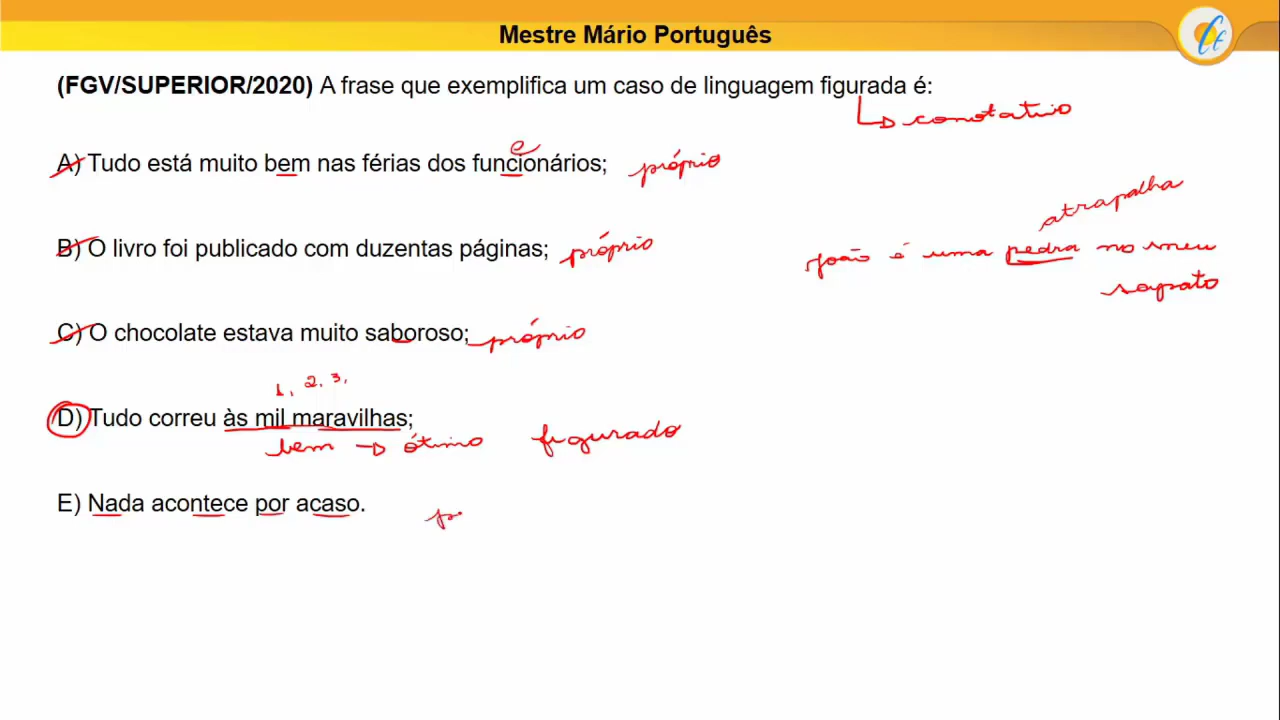 Mestre Mário Português
(FGV/SUPERIOR/2020) A frase que exemplifica um caso de linguagem figurada é:
conotativo
A) Tudo está muito bem nas férias dos funcionários; próprio
atrapalha
B) O livro foi publicado com duzentas páginas; próprio
João é uma pedra no meu
sapato
C) O chocolate estava muito saboroso; próprio
1, 2, 3,
D) Tudo correu às mil maravilhas;
bem → ótimo figurado
E) Nada acontece por acaso.